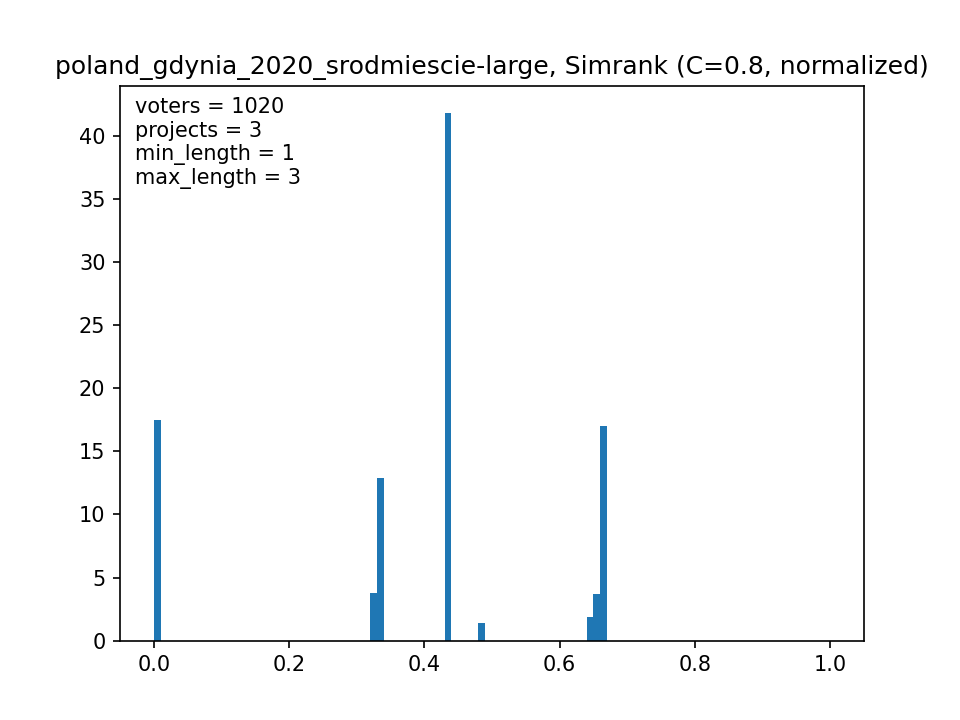 poland_gdynia_2020_srodmiescie-large, Simrank (C=0.8, normalized)
voters = 1020
projects = 3
min_length = 1
max_length = 3
40
35
30
25
20
15
10
5
0
0.0 0.2 0.4 0.6 0.8 1.0